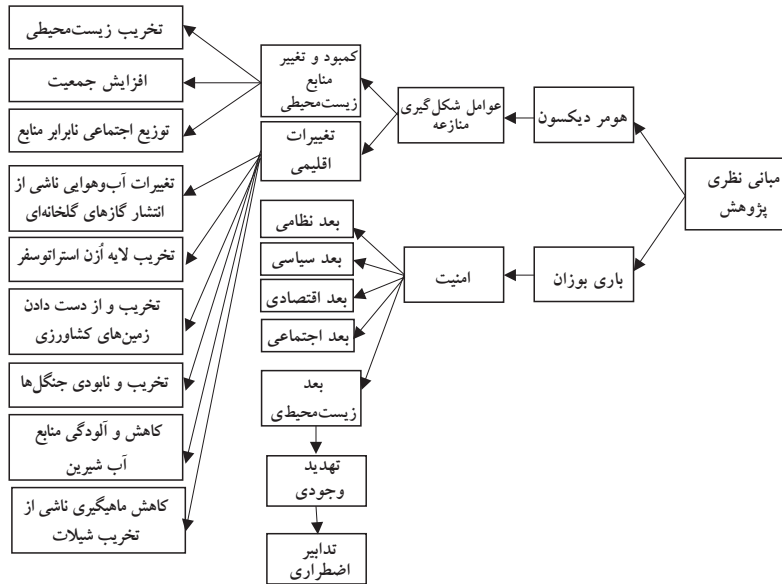 مبانی نظری
پژوهش
هومر دیکسون
باری بوزان
عوامل شکل‌گیری
منازعه
امنیت
کمبود و تغییر
منابع
زیست‌محیطی
تغییرات
اقلیمی
بعد نظامی
بعد سیاسی
بعد اقتصادی
بعد اجتماعی
بعد
زیست‌محیطی
تهدید
وجودی
تدابیر
اضطراری
تخریب زیست‌محیطی
افزایش جمعیت
توزیع اجتماعی نابرابر منابع
تغییرات آب‌وهوایی ناشی از
انتشار گازهای گلخانه‌ای
تخریب لایه اُزن استراتوسفر
تخریب و از دست دادن
زمین‌های کشاورزی
تخریب و نابودی جنگل‌ها
کاهش و آلودگی منابع
آب شیرین
کاهش ماهیگیری ناشی از
تخریب شیلات